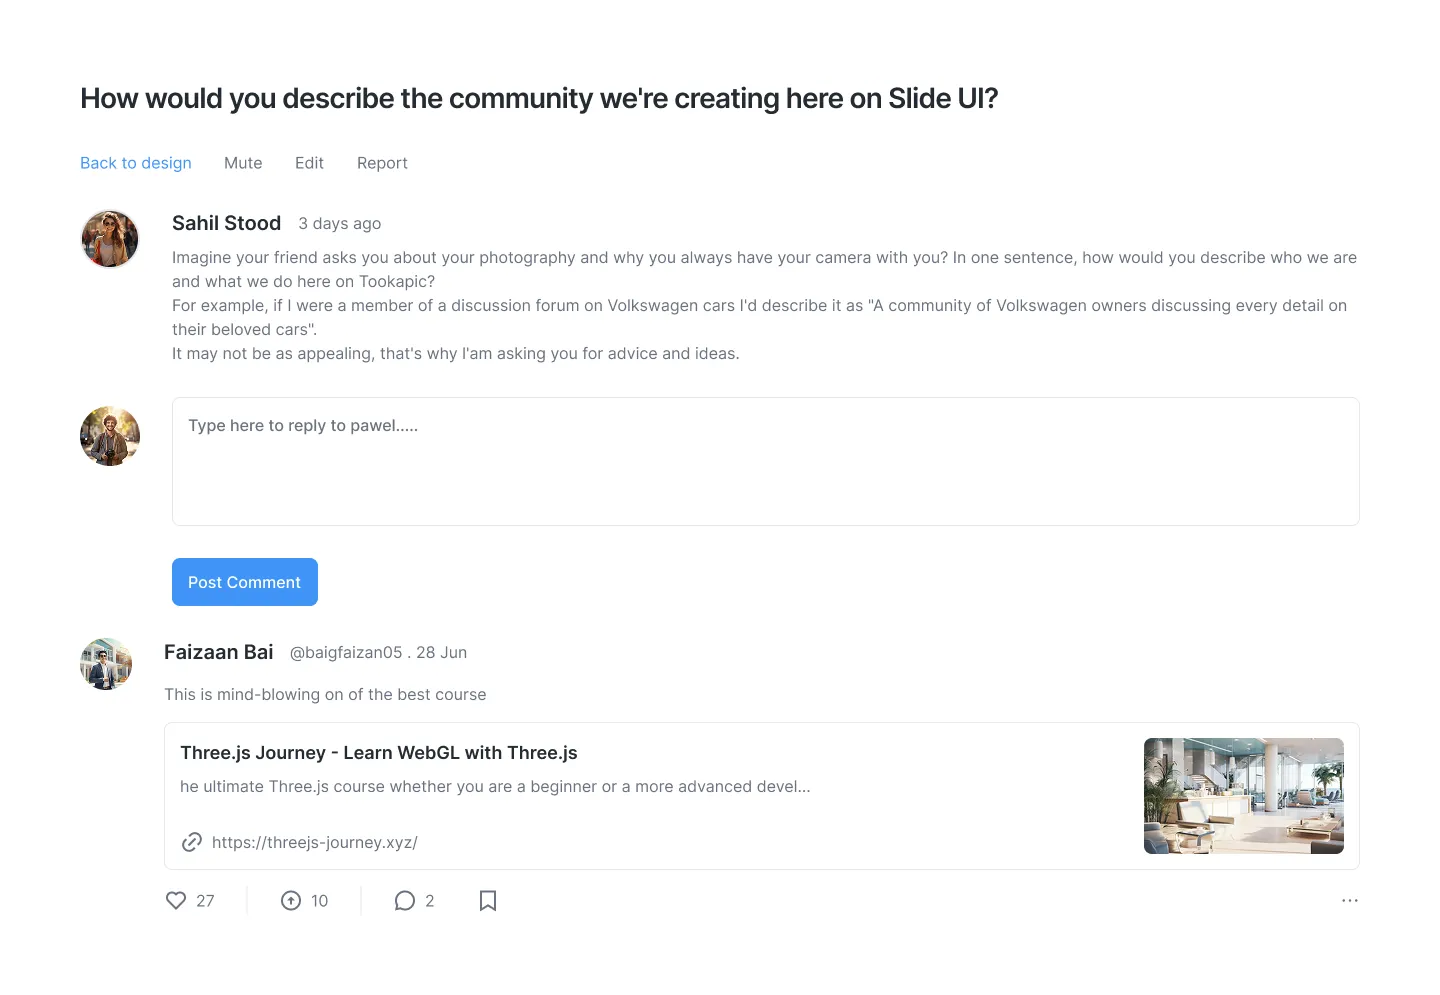 How would you describe the community we're creating here on Slide UI?
Back to design Mute Edit Report
Sahil Stood 3 days ago
Imagine your friend asks you about your photography and why you always have your camera with you? In one sentence, how would you describe who we are
and what we do here on Tookapic?
For example, if I were a member of a discussion forum on Volkswagen cars I'd describe it as "A community of Volkswagen owners discussing every detail on
their beloved cars".
It may not be as appealing, that's why I'am asking you for advice and ideas.
Type here to reply to pawel.....
Post Comment
Faizaan Bai @baigfaizan05 . 28 Jun
This is mind-blowing on of the best course
Three.js Journey - Learn WebGL with Three.js
he ultimate Three.js course whether you are a beginner or a more advanced devel...
https://threejs-journey.xyz/
27 10 2